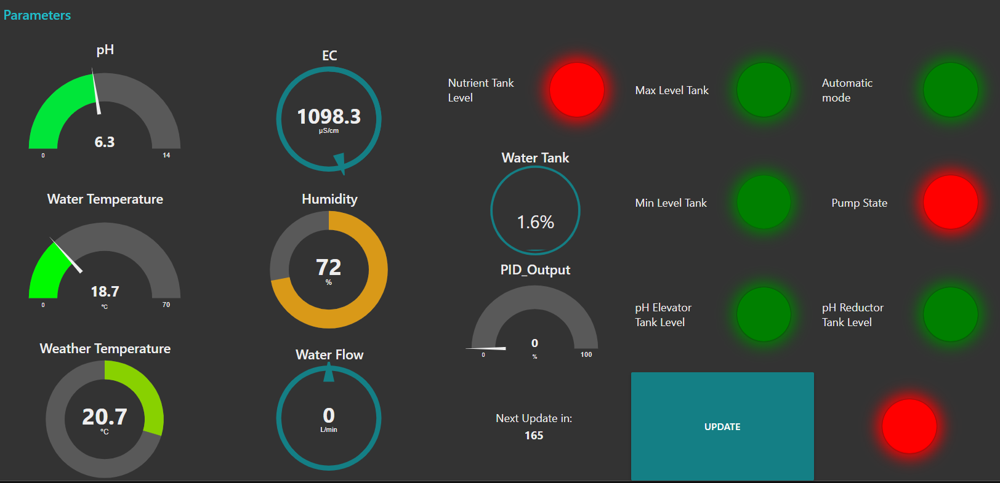 Parameters
pH
6.3
0
14
Water Temperature
18.7
ºC
0
70
Weather Temperature
20.7
ºC
EC
1098.3
µS/cm
Humidity
72
%
Water Flow
0
L/min
Nutrient Tank
Level
Water Tank
1.6%
PID_Output
0
%
0
100
Next Update in:
165
Max Level Tank
Automatic
mode
Min Level Tank
Pump State
pH Elevator
Tank Level
pH Reductor
Tank Level
UPDATE